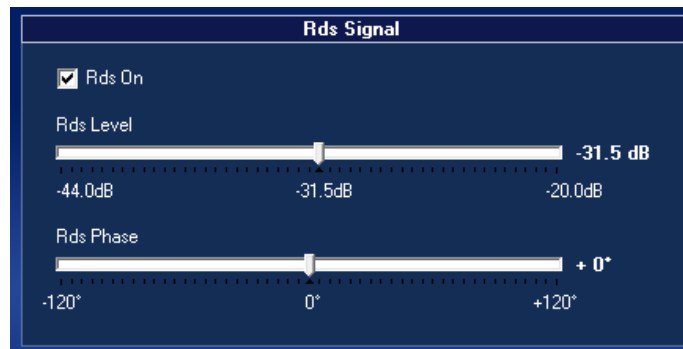 Rds Signal
Rds On
Rds Level
-31.5 dB
-44.0dB -31.5dB -20.0dB
Rds Phase
+ 0°
-120° 0° +120°